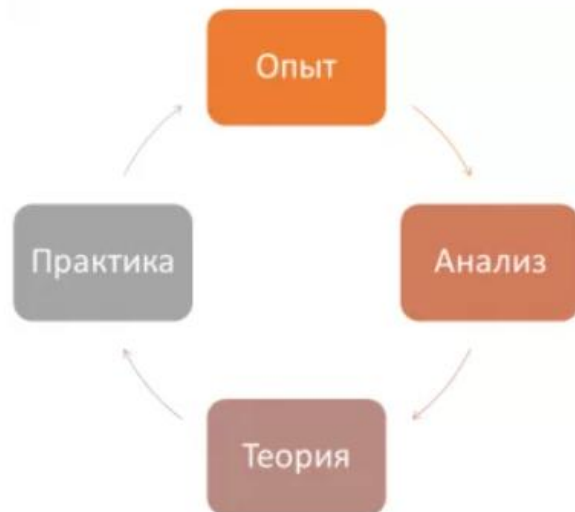 Опыт
Анализ
Теория
Практика